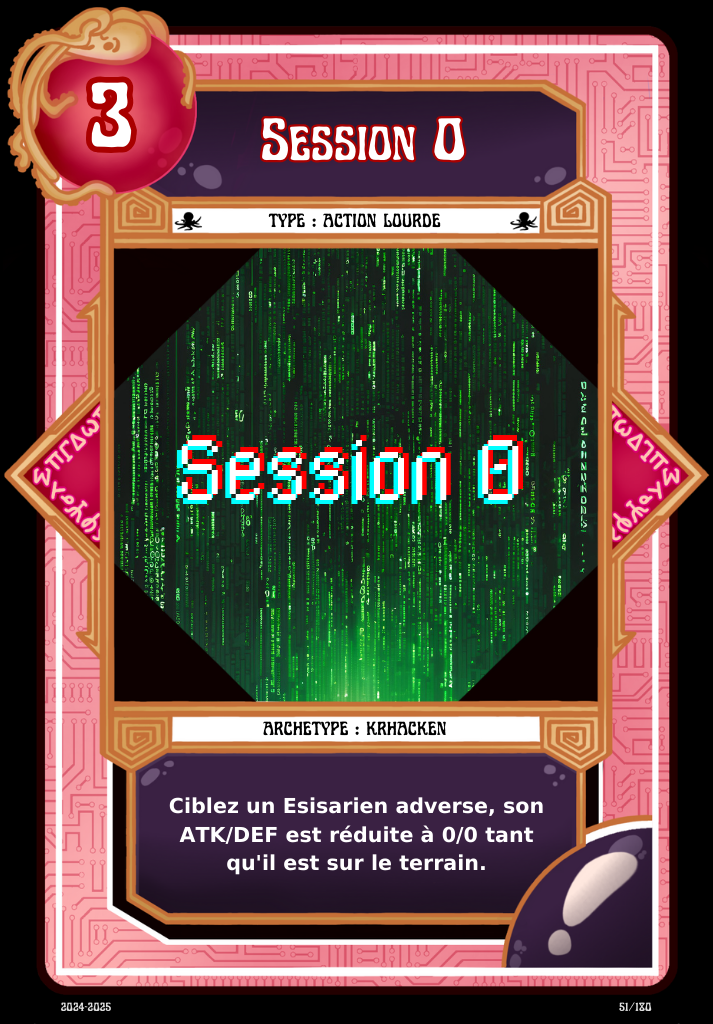 3
Session 0
TYPE : ACTION LOURDE
Session 0
ARCHETYPE : KRHACKEN
Ciblez un Esisarien adverse, son
ATK/DEF est réduite à 0/0 tant
qu'il est sur le terrain.
2024-2025
51/180